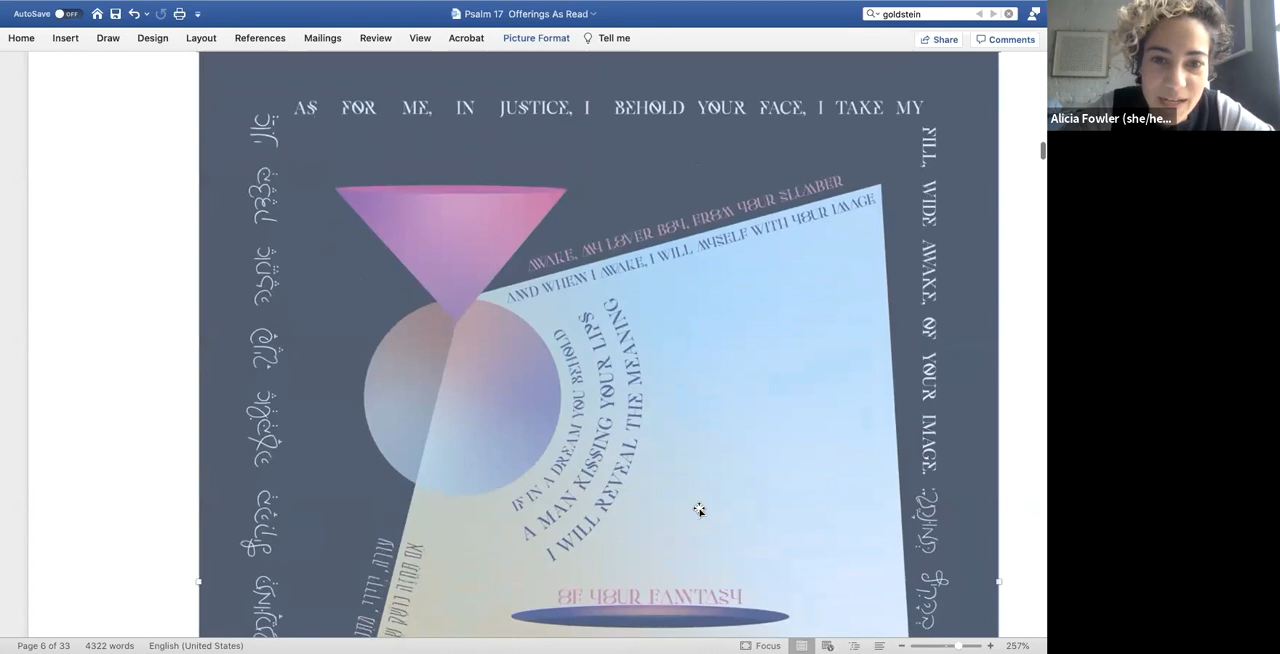 AutoSave OFF
Psalm 17 Offerings As Read
goldstein
Home Insert Draw Design Layout References Mailings Review View Acrobat Picture Format Tell me
Share Comments
Alicia Fowler (she/he...
AS FOR ME, IN JUSTICE, I BEHOLD YOUR FACE, I TAKE MY
FILL, WIDE AWAKE, OF YOUR IMAGE.
AWAKE, MY LOVER BOY, FROM YOUR SLUMBER
AND WHEN I AWAKE, I WILL MYSELF WITH YOUR IMAGE
IF IN A DREAM YOU BEHOLD
A MAN KISSING YOUR LIPS
I WILL REVEAL THE MEANING
OF YOUR FANTASY
Page 6 of 33 4322 words English (United States)
Focus 257%